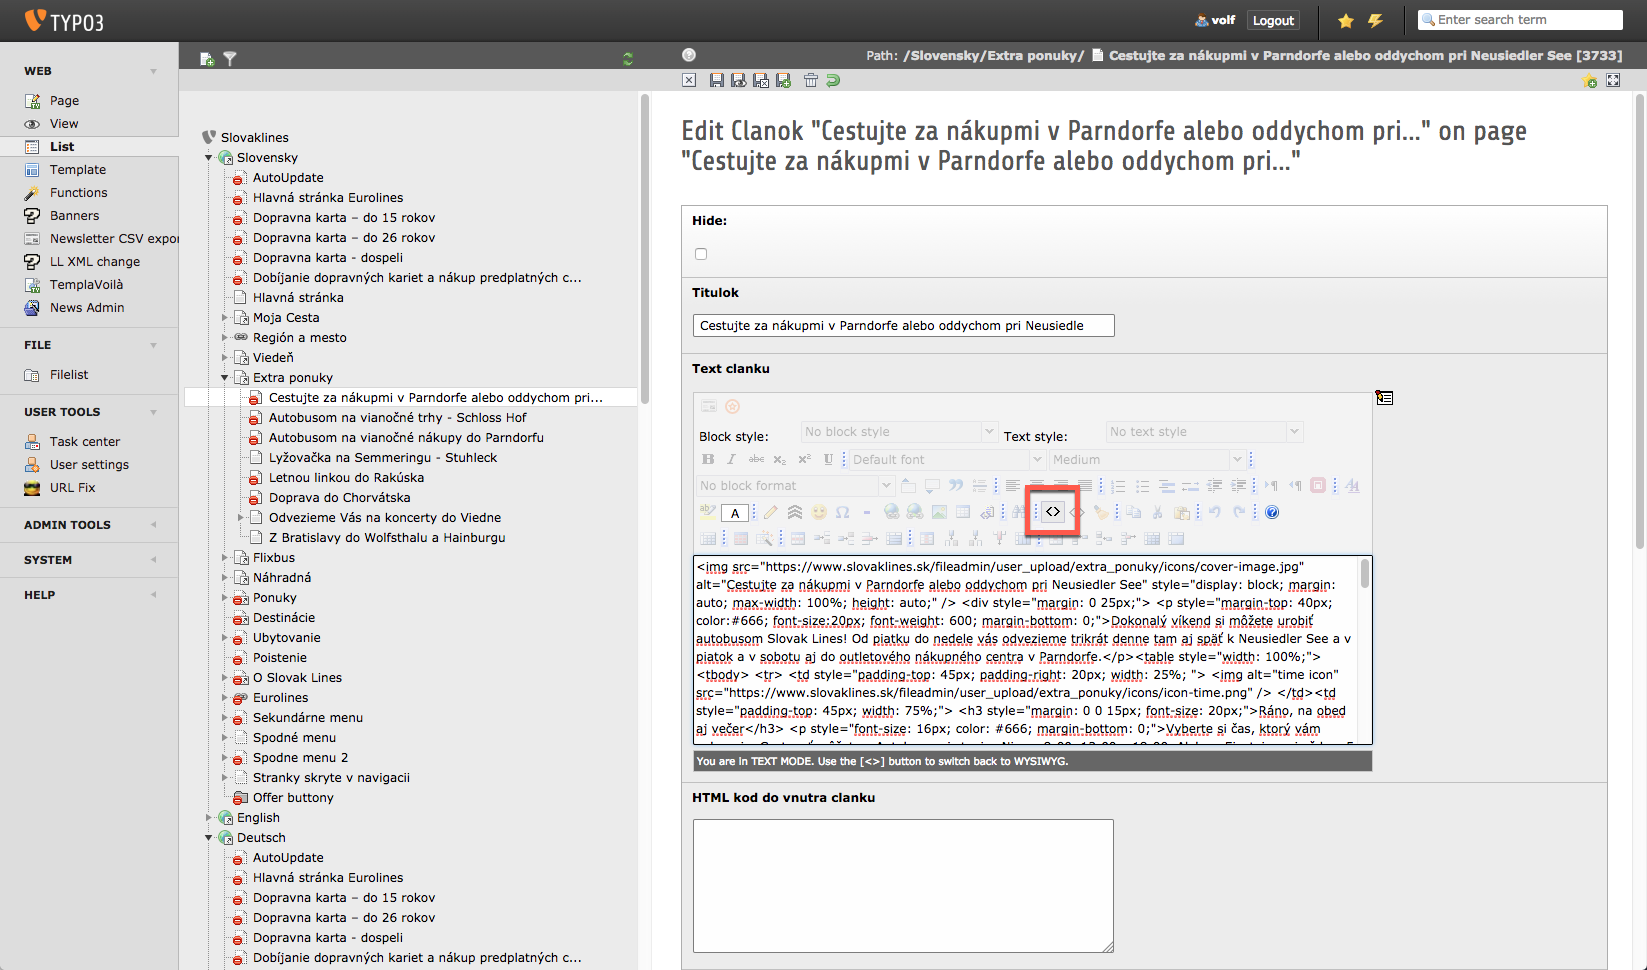 TYPO3
volf
Logout
Enter search term
Path: /Slovensky/Extra ponuky/ Cestujte za nákupmi v Parndorfe alebo oddychom pri Neusiedler See [3733]
WEB
Page
View
List
Template
Functions
Banners
Newsletter CSV expor
LL XML change
TemplaVoilà
News Admin
FILE
Filelist
USER TOOLS
Task center
User settings
URL Fix
ADMIN TOOLS
SYSTEM
HELP
Slovaklines
Slovensky
AutoUpdate
Hlavná stránka Eurolines
Dopravna karta – do 15 rokov
Dopravna karta – do 26 rokov
Dopravna karta - dospeli
Dobíjanie dopravných kariet a nákup predplatných c...
Hlavná stránka
Moja Cesta
Región a mesto
Viedeň
Extra ponuky
Cestujte za nákupmi v Parndorfe alebo oddychom pri...
Autobusom na vianočné trhy - Schloss Hof
Autobusom na vianočné nákupy do Parndorfu
Lyžovačka na Semmeringu - Stuhleck
Letnou linkou do Rakúska
Doprava do Chorvátska
Odvezieme Vás na koncerty do Viedne
Z Bratislavy do Wolfsthalu a Hainburgu
Flixbus
Náhradná
Ponuky
Destinácie
Ubytovanie
Poistenie
O Slovak Lines
Eurolines
Sekundárne menu
Spodné menu
Spodne menu 2
Stranky skryte v navigacii
Offer buttony
English
Deutsch
AutoUpdate
Hlavná stránka Eurolines
Dopravna karta – do 15 rokov
Dopravna karta – do 26 rokov
Dopravna karta - dospeli
Dobíjanie dopravných kariet a nákup predplatných c...
Edit Clanok "Cestujte za nákupmi v Parndorfe alebo oddychom pri..." on page
"Cestujte za nákupmi v Parndorfe alebo oddychom pri..."
Hide:
Titulok
Cestujte za nákupmi v Parndorfe alebo oddychom pri Neusiedle
Text clanku
Block style: No block style Text style: No text style
B I abc x₂ x² U Default font Medium
No block format
A <>
<img src="https://www.slovaklines.sk/fileadmin/user_upload/extra_ponuky/icons/cover-image.jpg"
alt="Cestujte za nákupmi v Parndorfe alebo oddychom pri Neusiedler See" style="display: block; margin:
auto; max-width: 100%; height: auto;" /> <div style="margin: 0 25px;"> <p style="margin-top: 40px;
color:#666; font-size:20px; font-weight: 600; margin-bottom: 0;">Dokonalý víkend si môžete urobiť
autobusom Slovak Lines! Od piatku do nedele vás odvezieme trikrát denne tam aj späť k Neusiedler See a v
piatok a v sobotu aj do outletového nákupného centra v Parndorfe.</p><table style="width: 100%;">
<tbody> <tr> <td style="padding-top: 45px; padding-right: 20px; width: 25%; "> <img alt="time icon"
src="https://www.slovaklines.sk/fileadmin/user_upload/extra_ponuky/icons/icon-time.png" /> </td><td
style="padding-top: 45px; width: 75%;"> <h3 style="margin: 0 0 15px; font-size: 20px;">Ráno, na obed
aj večer</h3> <p style="font-size: 16px; color: #666; margin-bottom: 0;">Vyberte si čas, ktorý vám
You are in TEXT MODE. Use the [<>] button to switch back to WYSIWYG.
HTML kod do vnutra clanku